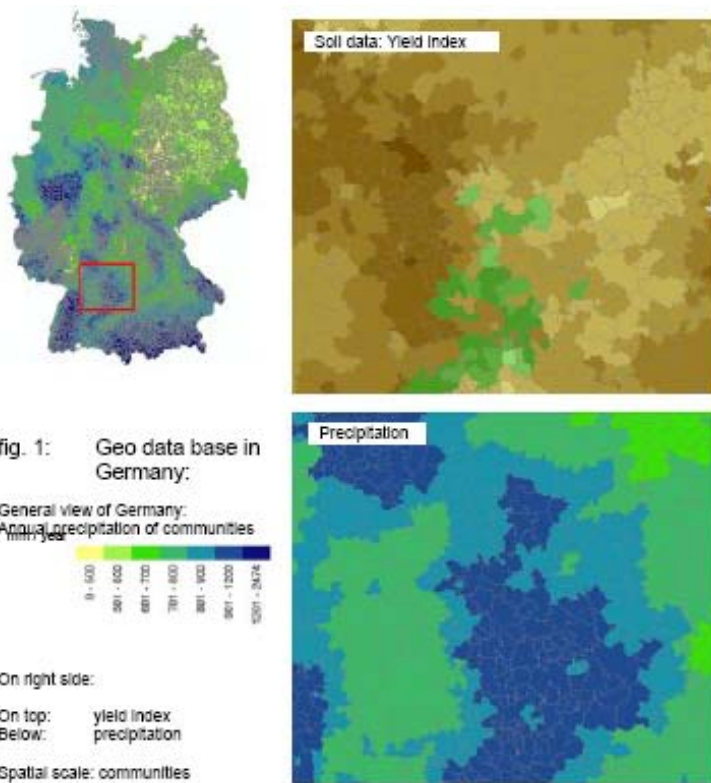 Soil data: Yield Index
Precipitation
fig. 1: Geo data base in
Germany:
General view of Germany:
Annual precipitation of communities
mm / year
0 - 500
501 - 600
601 - 700
701 - 800
801 - 900
901 - 1200
1201 - 2474
On right side:
On top: yield index
Below: precipitation
Spatial scale: communities